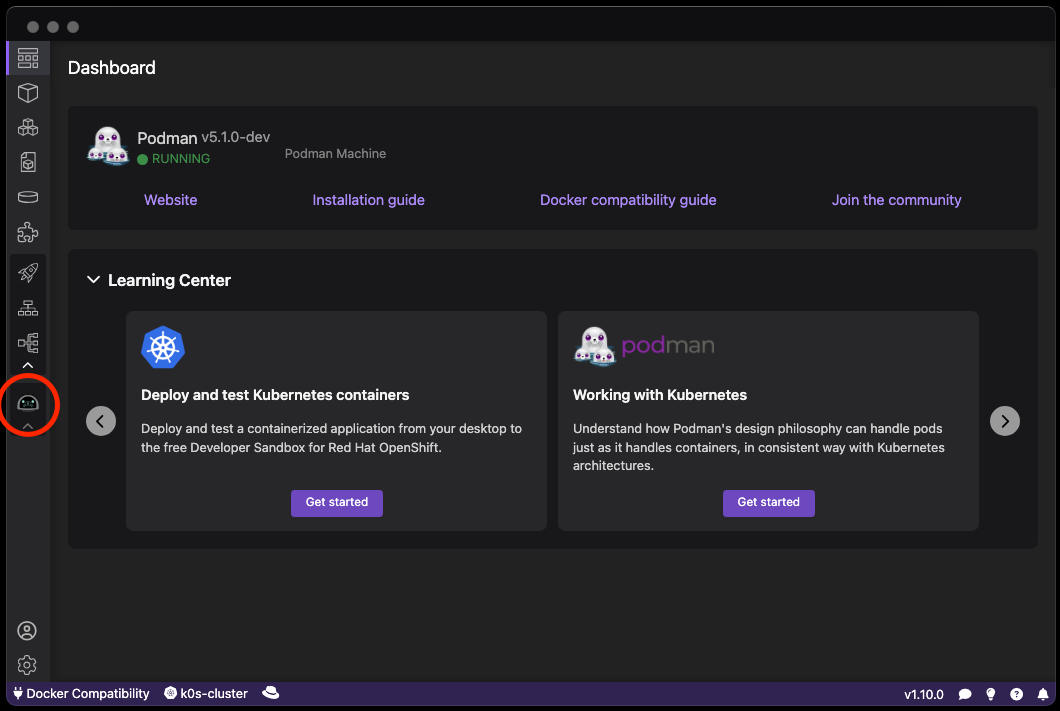 Dashboard
Podman v5.1.0-dev
RUNNING
Podman Machine
Website
Installation guide
Docker compatibility guide
Join the community
Learning Center
Deploy and test Kubernetes containers
Deploy and test a containerized application from your desktop to
the free Developer Sandbox for Red Hat OpenShift.
Get started
podman
Working with Kubernetes
Understand how Podman's design philosophy can handle pods
just as it handles containers, in consistent way with Kubernetes
architectures.
Get started
Docker Compatibility
k0s-cluster
v1.10.0